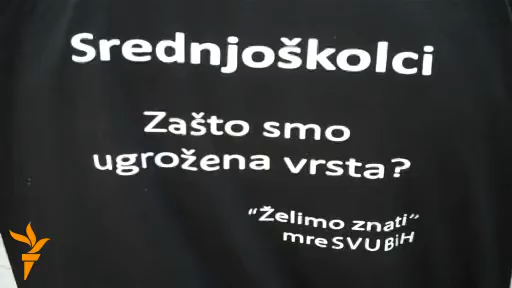 Srednjoškolci
Zašto smo
ugrožena vrsta?
"Želimo znati"
mreSVUBiH